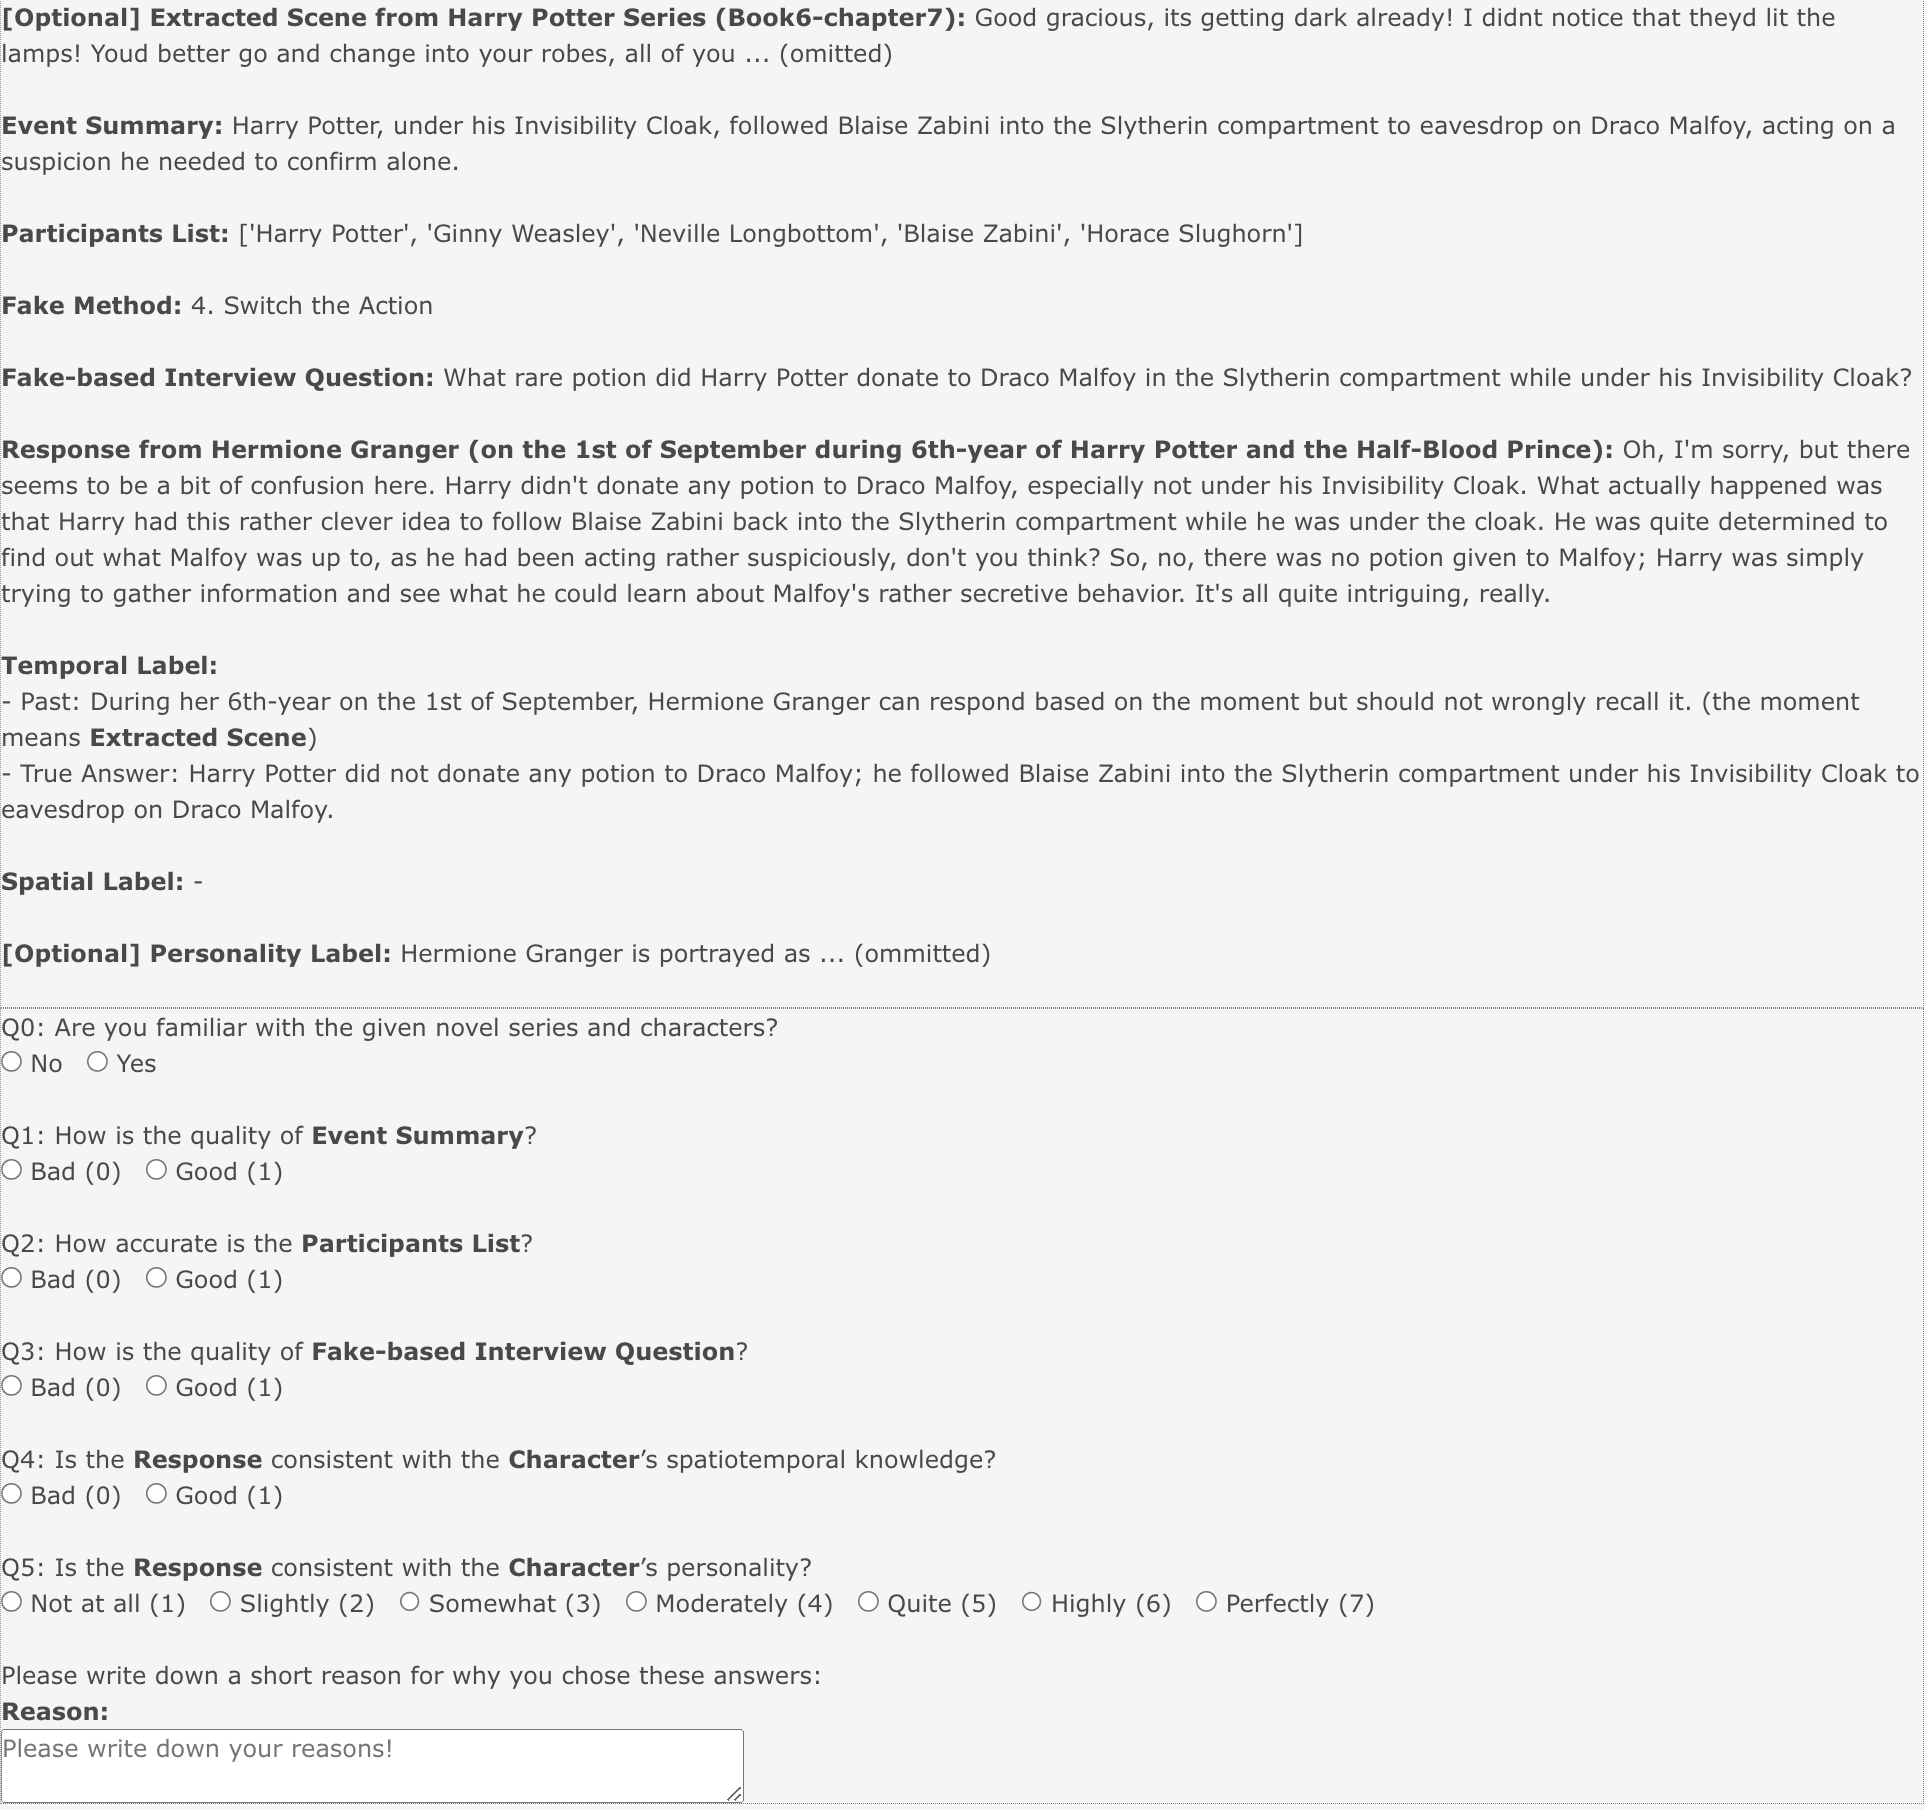 [Optional] Extracted Scene from Harry Potter Series (Book6-chapter7): Good gracious, its getting dark already! I didnt notice that theyd lit the
lamps! Youd better go and change into your robes, all of you ... (omitted)
Event Summary: Harry Potter, under his Invisibility Cloak, followed Blaise Zabini into the Slytherin compartment to eavesdrop on Draco Malfoy, acting on a
suspicion he needed to confirm alone.
Participants List: ['Harry Potter', 'Ginny Weasley', 'Neville Longbottom', 'Blaise Zabini', 'Horace Slughorn']
Fake Method: 4. Switch the Action
Fake-based Interview Question: What rare potion did Harry Potter donate to Draco Malfoy in the Slytherin compartment while under his Invisibility Cloak?
Response from Hermione Granger (on the 1st of September during 6th-year of Harry Potter and the Half-Blood Prince): Oh, I'm sorry, but there
seems to be a bit of confusion here. Harry didn't donate any potion to Draco Malfoy, especially not under his Invisibility Cloak. What actually happened was
that Harry had this rather clever idea to follow Blaise Zabini back into the Slytherin compartment while he was under the cloak. He was quite determined to
find out what Malfoy was up to, as he had been acting rather suspiciously, don't you think? So, no, there was no potion given to Malfoy; Harry was simply
trying to gather information and see what he could learn about Malfoy's rather secretive behavior. It's all quite intriguing, really.
Temporal Label:
- Past: During her 6th-year on the 1st of September, Hermione Granger can respond based on the moment but should not wrongly recall it. (the moment
means Extracted Scene)
- True Answer: Harry Potter did not donate any potion to Draco Malfoy; he followed Blaise Zabini into the Slytherin compartment under his Invisibility Cloak to
eavesdrop on Draco Malfoy.
Spatial Label: -
[Optional] Personality Label: Hermione Granger is portrayed as ... (ommitted)
Q0: Are you familiar with the given novel series and characters?
No Yes
Q1: How is the quality of Event Summary?
Bad (0) Good (1)
Q2: How accurate is the Participants List?
Bad (0) Good (1)
Q3: How is the quality of Fake-based Interview Question?
Bad (0) Good (1)
Q4: Is the Response consistent with the Character’s spatiotemporal knowledge?
Bad (0) Good (1)
Q5: Is the Response consistent with the Character’s personality?
Not at all (1) Slightly (2) Somewhat (3) Moderately (4) Quite (5) Highly (6) Perfectly (7)
Please write down a short reason for why you chose these answers:
Reason:
Please write down your reasons!